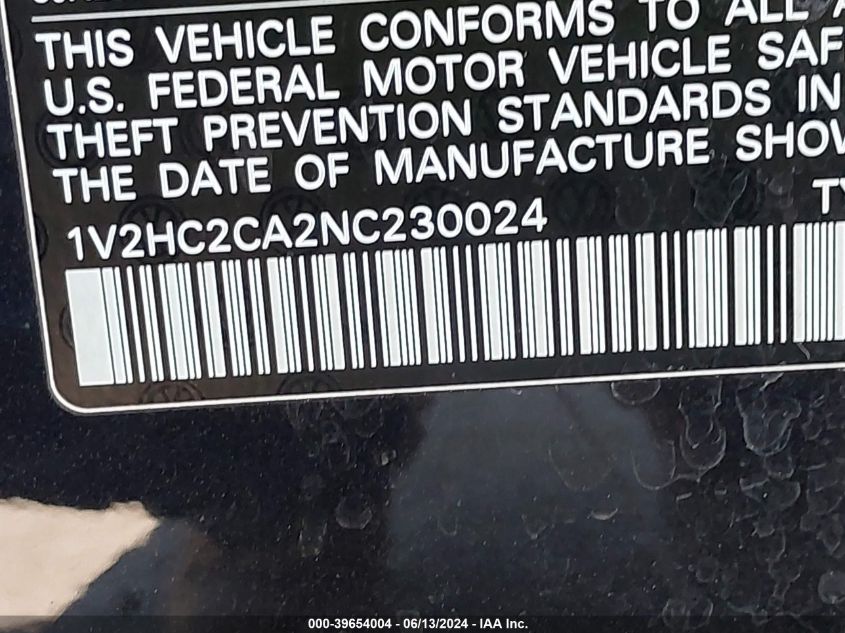 THIS VEHICLE CONFORMS TO ALL
U.S. FEDERAL MOTOR VEHICLE SAF
THEFT PREVENTION STANDARDS IN
THE DATE OF MANUFACTURE SHOW
1V2HC2CA2NC230024 TY
000-39654004 - 06/13/2024 - IAA Inc.